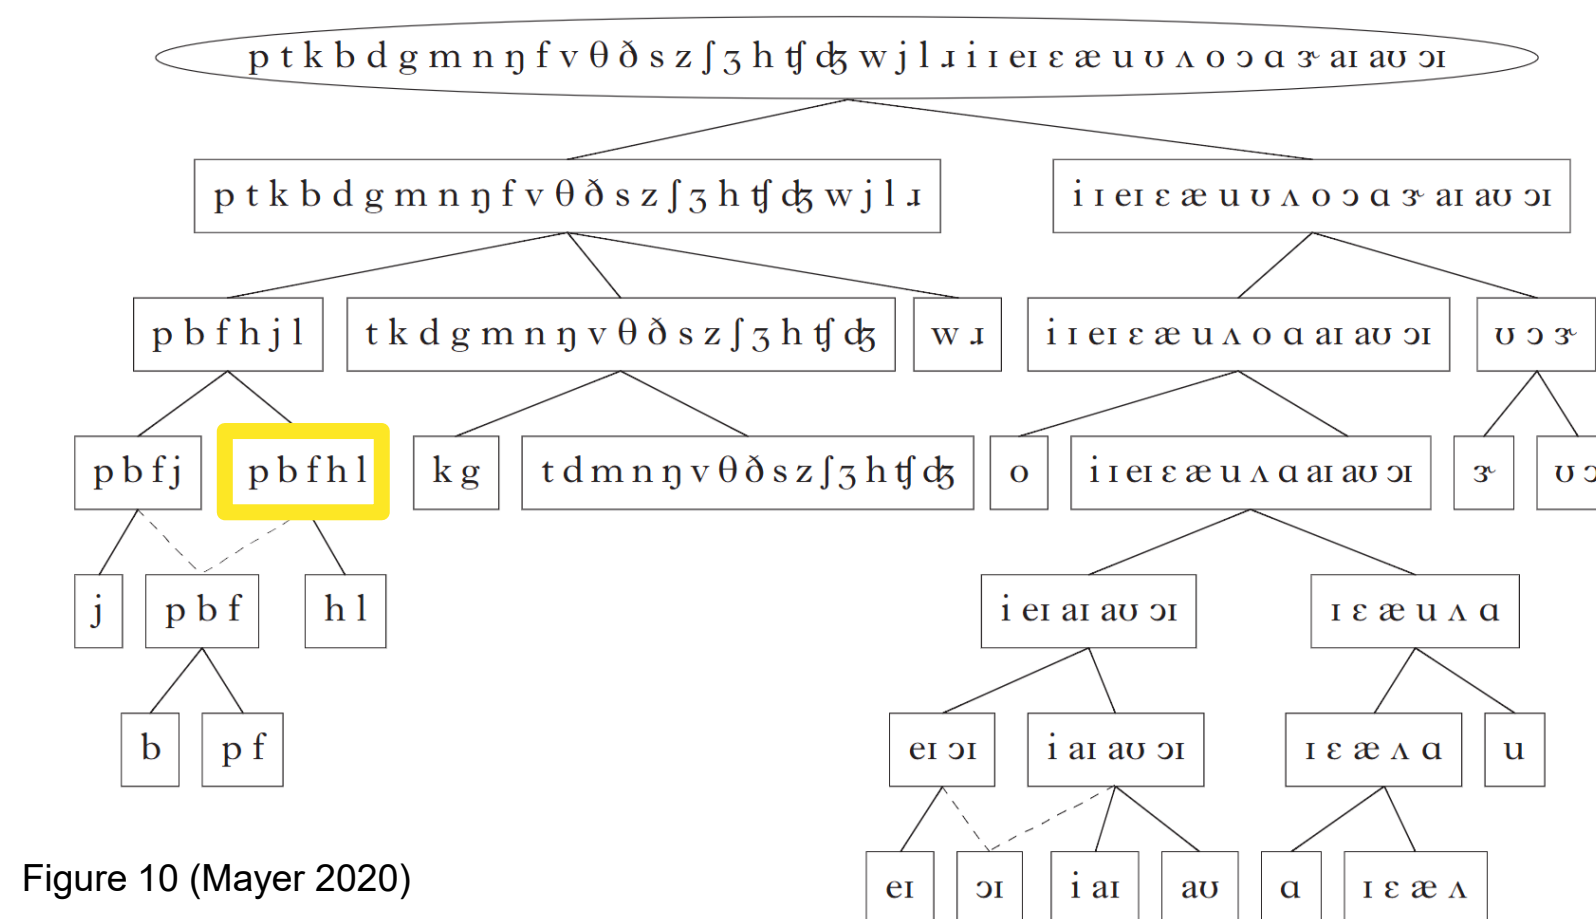 p t k b d g m n ŋ f v θ ð s z ʃ ʒ h ʧ ʤ w j l ɹ i ɪ eɪ ɛ æ u ʊ ʌ o ɔ ɑ ɝ aɪ aʊ ɔɪ
p t k b d g m n ŋ f v θ ð s z ʃ ʒ h ʧ ʤ w j l ɹ
i ɪ eɪ ɛ æ u ʊ ʌ o ɔ ɑ ɝ aɪ aʊ ɔɪ
p b f h j l
t k d g m n ŋ v θ ð s z ʃ ʒ h ʧ ʤ
w ɹ
i ɪ eɪ ɛ æ u ʌ o ɑ aɪ aʊ ɔɪ
ʊ ɔ ɝ
p b f j
p b f h l
k g
t d m n ŋ v θ ð s z ʃ ʒ h ʧ ʤ
o
i ɪ eɪ ɛ æ u ʌ ɑ aɪ aʊ ɔɪ
ɝ
ʊ ɔ
j
p b f
h l
i eɪ aɪ aʊ ɔɪ
ɪ ɛ æ u ʌ ɑ
b
p f
eɪ ɔɪ
i aɪ aʊ ɔɪ
ɪ ɛ æ ʌ ɑ
u
eɪ
ɔɪ
i aɪ
aʊ
ɑ
ɪ ɛ æ ʌ
Figure 10 (Mayer 2020)